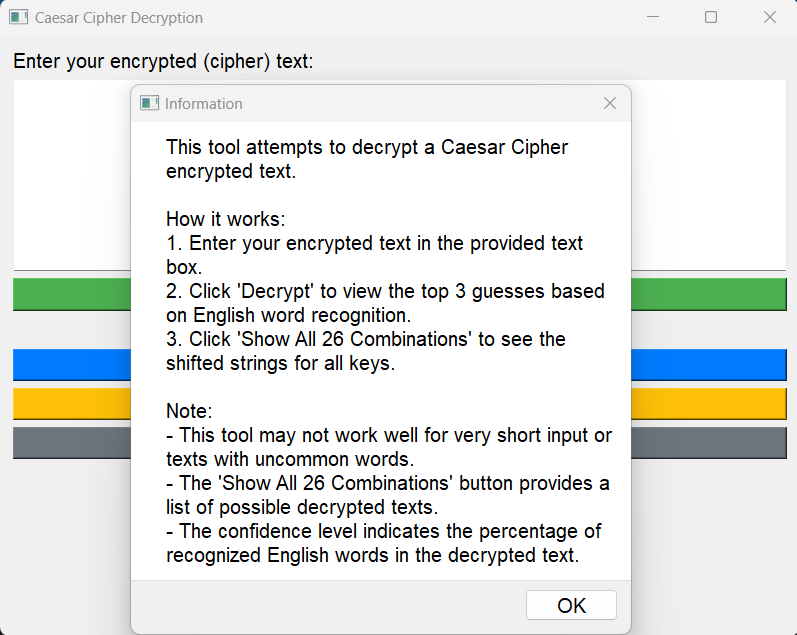 Caesar Cipher Decryption
Enter your encrypted (cipher) text:
Information
This tool attempts to decrypt a Caesar Cipher
encrypted text.
How it works:
1. Enter your encrypted text in the provided text
box.
2. Click 'Decrypt' to view the top 3 guesses based
on English word recognition.
3. Click 'Show All 26 Combinations' to see the
shifted strings for all keys.
Note:
- This tool may not work well for very short input or
texts with uncommon words.
- The 'Show All 26 Combinations' button provides a
list of possible decrypted texts.
- The confidence level indicates the percentage of
recognized English words in the decrypted text.
OK